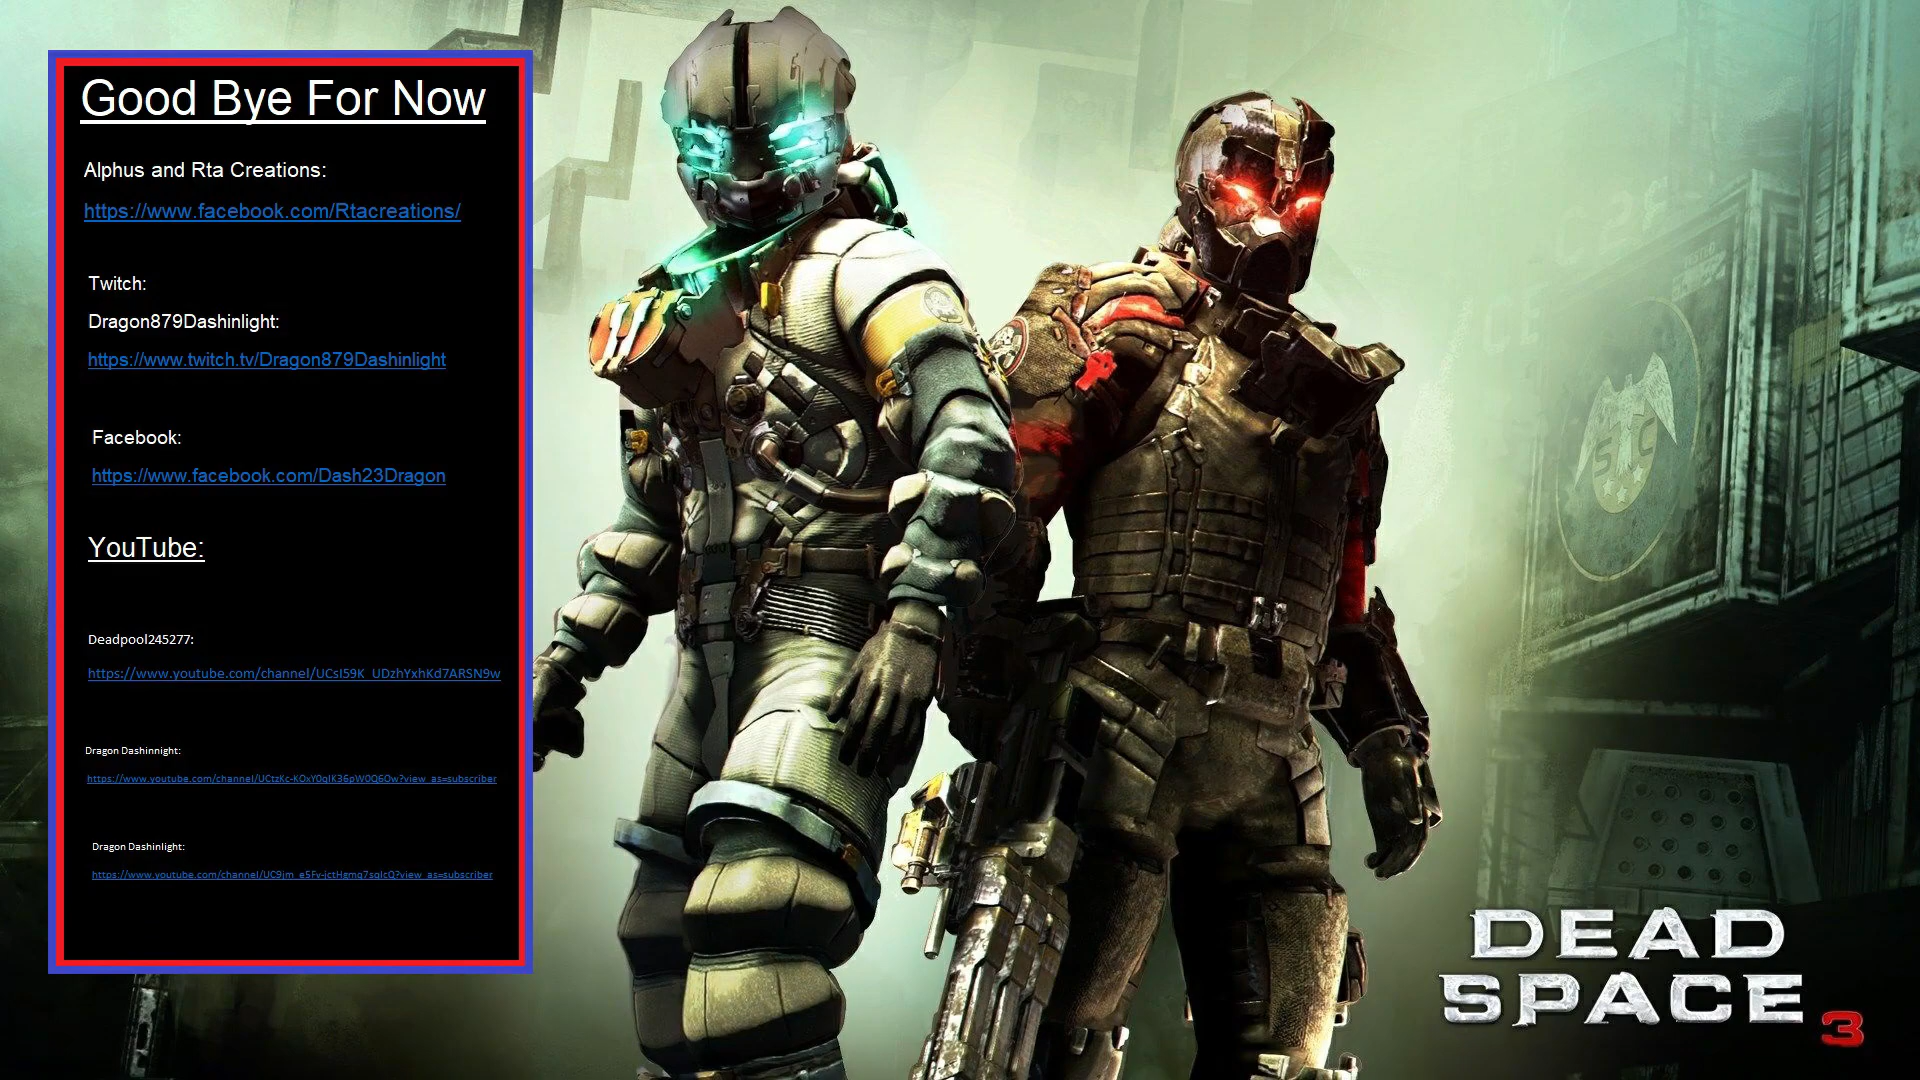 Good Bye For Now
Alphus and Rta Creations:
https://www.facebook.com/Rtacreations/
Twitch:
Dragon879Dashinlight:
https://www.twitch.tv/Dragon879Dashinlight
Facebook:
https://www.facebook.com/Dash23Dragon
YouTube:
Deadpool245277:
https://www.youtube.com/channel/UCsI59K_UDzhYxhKd7ARSN9w
Dragon Dashinnight:
Dragon Dashinlight:
SJC
DEAD
SPACE 3